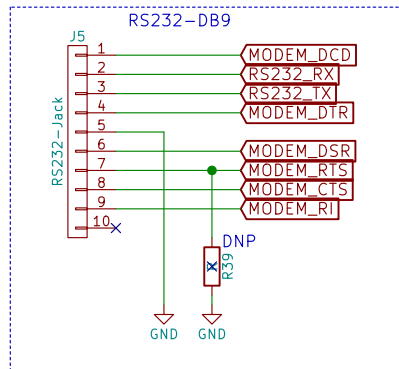 RS232-DB9
J5
RS232-Jack
1
MODEM_DCD
2
RS232_RX
3
RS232_TX
4
MODEM_DTR
5
6
MODEM_DSR
7
MODEM_RTS
8
MODEM_CTS
9
MODEM_RI
10
DNP
R39
GND
GND